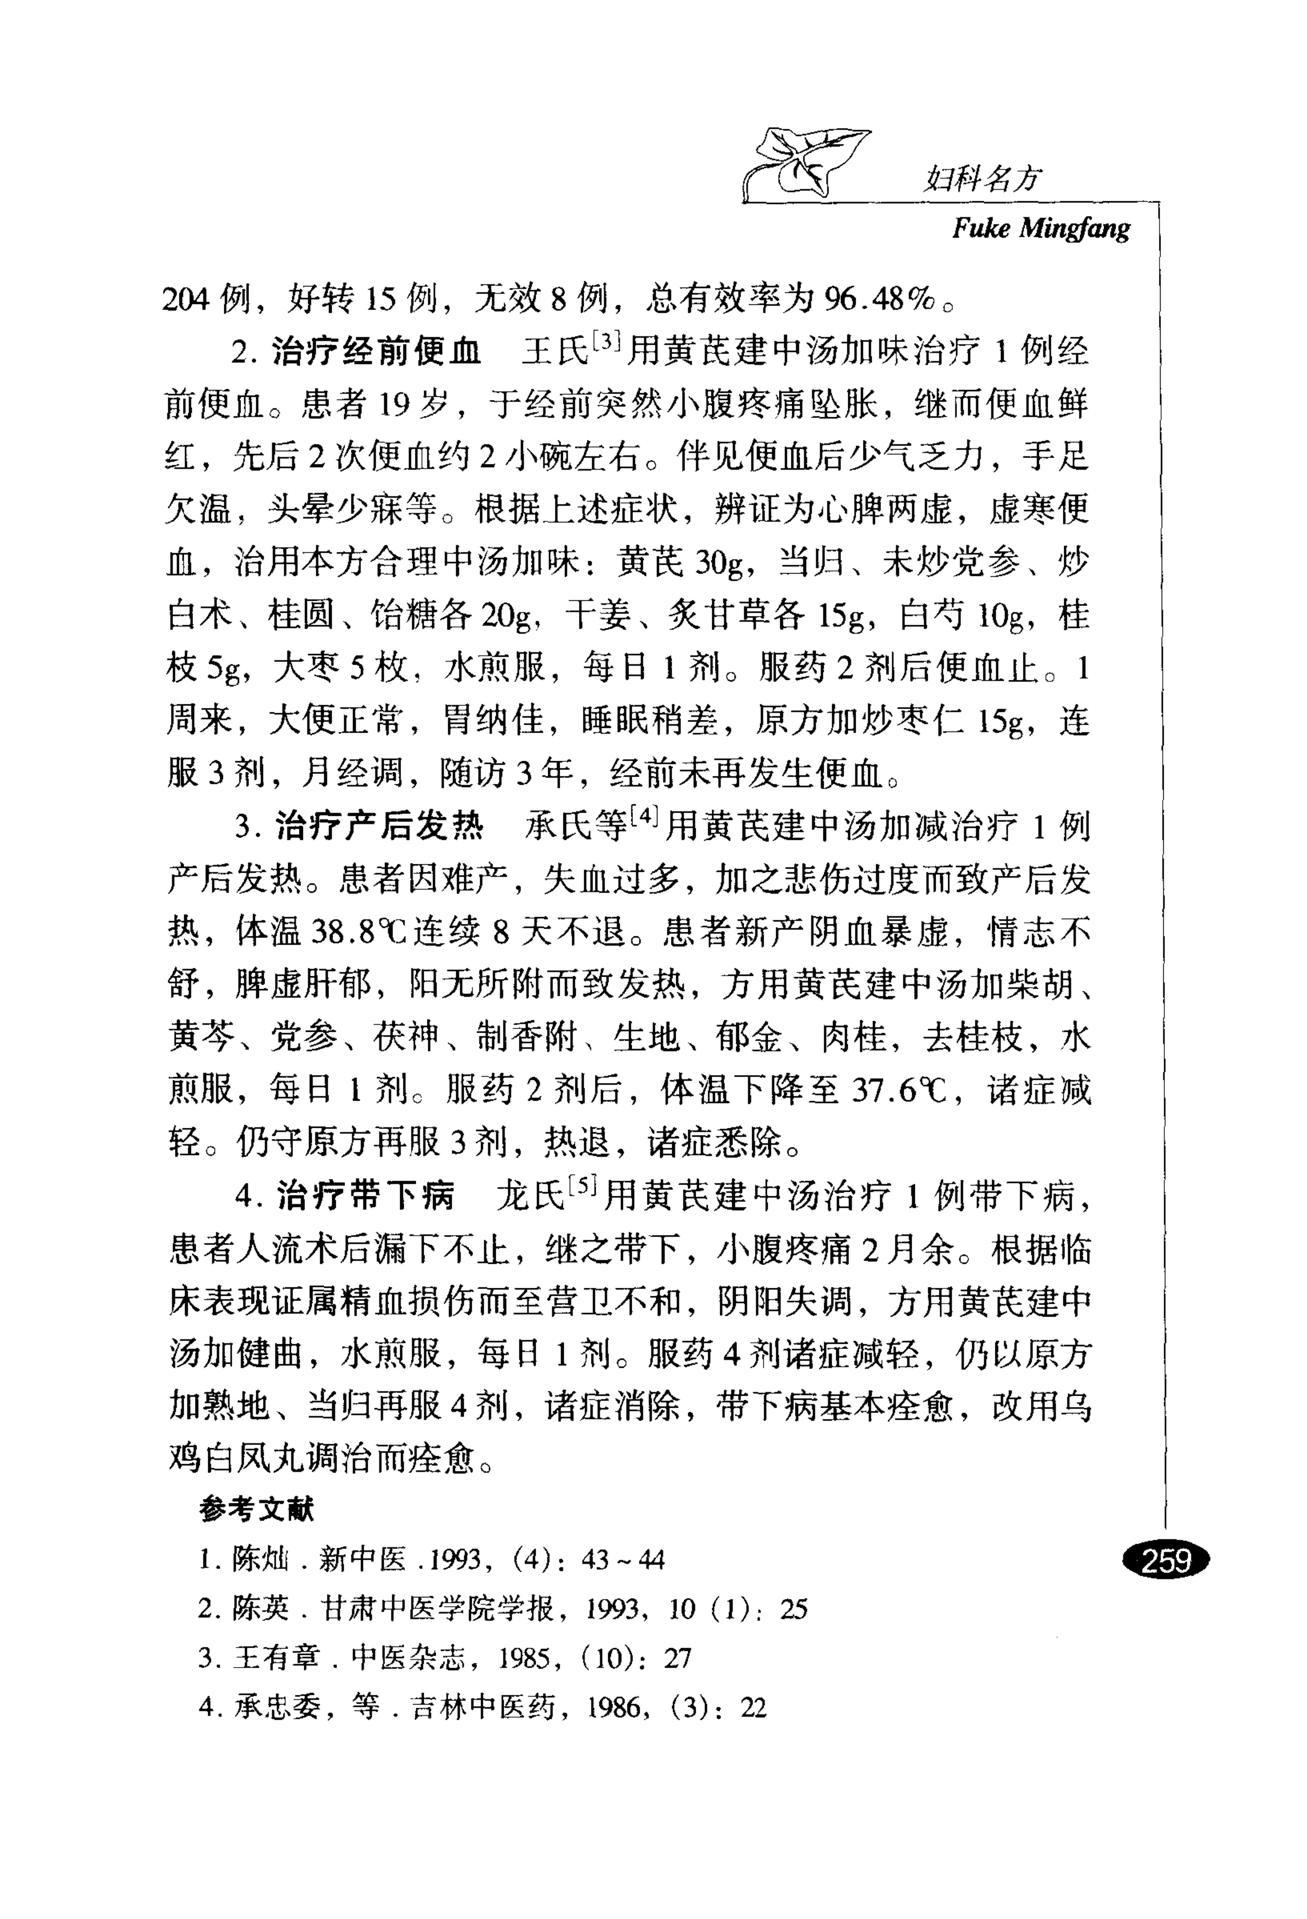 妇科名方
Fuke Mingfang
204 例，好转 15 例，无效 8 例，总有效率为 96.48%。
2. 治疗经前便血　王氏[3]用黄芪建中汤加味治疗 1 例经
前便血。患者 19 岁，于经前突然小腹疼痛坠胀，继而便血鲜
红，先后 2 次便血约 2 小碗左右。伴见便血后少气乏力，手足
欠温，头晕少寐等。根据上述症状，辨证为心脾两虚，虚寒便
血，治用本方合理中汤加味：黄芪 30g，当归、未炒党参、炒
白术、桂圆、饴糖各 20g，干姜、炙甘草各 15g，白芍 10g，桂
枝 5g，大枣 5 枚，水煎服，每日 1 剂。服药 2 剂后便血止。1
周来，大便正常，胃纳佳，睡眠稍差，原方加炒枣仁 15g，连
服 3 剂，月经调，随访 3 年，经前未再发生便血。
3. 治疗产后发热　承氏等[4]用黄芪建中汤加减治疗 1 例
产后发热。患者因难产，失血过多，加之悲伤过度而致产后发
热，体温 38.8℃连续 8 天不退。患者新产阴血暴虚，情志不
舒，脾虚肝郁，阳无所附而致发热，方用黄芪建中汤加柴胡、
黄芩、党参、茯神、制香附、生地、郁金、肉桂，去桂枝，水
煎服，每日 1 剂。服药 2 剂后，体温下降至 37.6℃，诸症减
轻。仍守原方再服 3 剂，热退，诸症悉除。
4. 治疗带下病　龙氏[5]用黄芪建中汤治疗 1 例带下病，
患者人流术后漏下不止，继之带下，小腹疼痛 2 月余。根据临
床表现证属精血损伤而至营卫不和，阴阳失调，方用黄芪建中
汤加健曲，水煎服，每日 1 剂。服药 4 剂诸症减轻，仍以原方
加熟地、当归再服 4 剂，诸症消除，带下病基本痊愈，改用乌
鸡白凤丸调治而痊愈。
参考文献
1. 陈灿．新中医．1993，(4)：43～44
2. 陈英．甘肃中医学院学报，1993，10 (1)：25
3. 王有章．中医杂志，1985，(10)：27
4. 承忠委，等．吉林中医药，1986，(3)：22
259